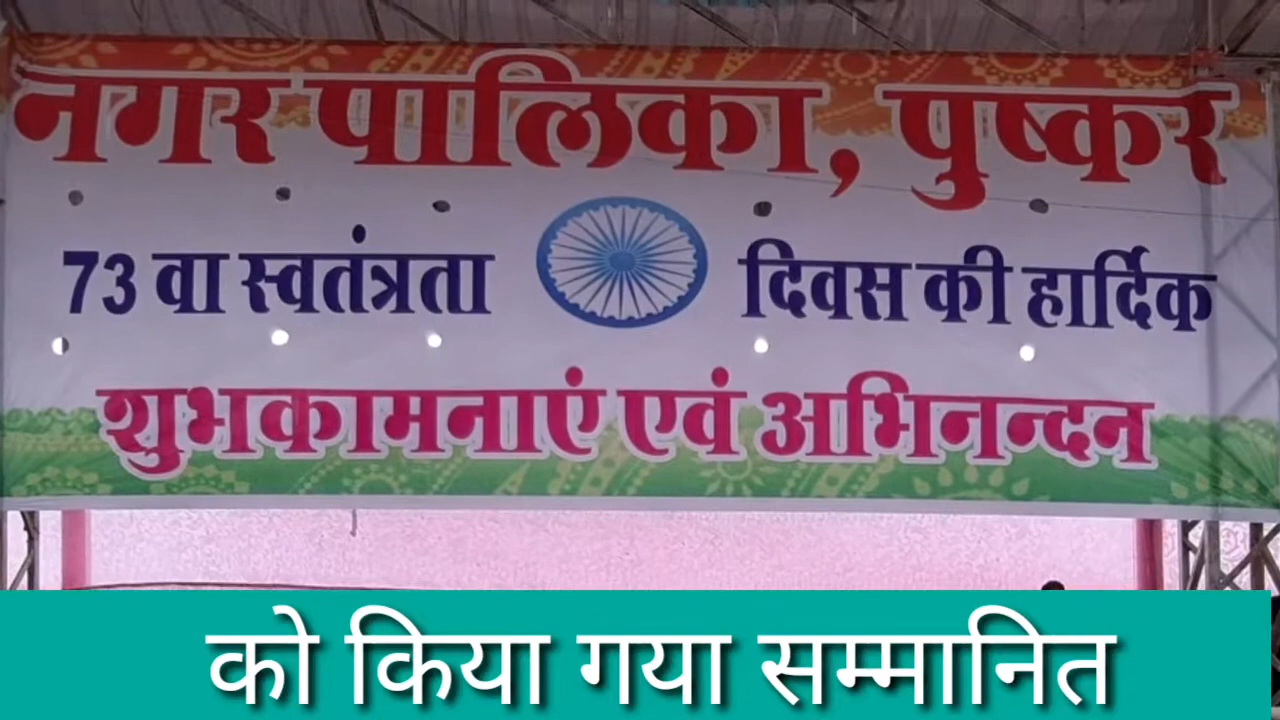 नगर पालिका, पुष्कर
73 वा स्वतंत्रता दिवस की हार्दिक
शुभकामनाएं एवं अभिनन्दन
को किया गया सम्मानित